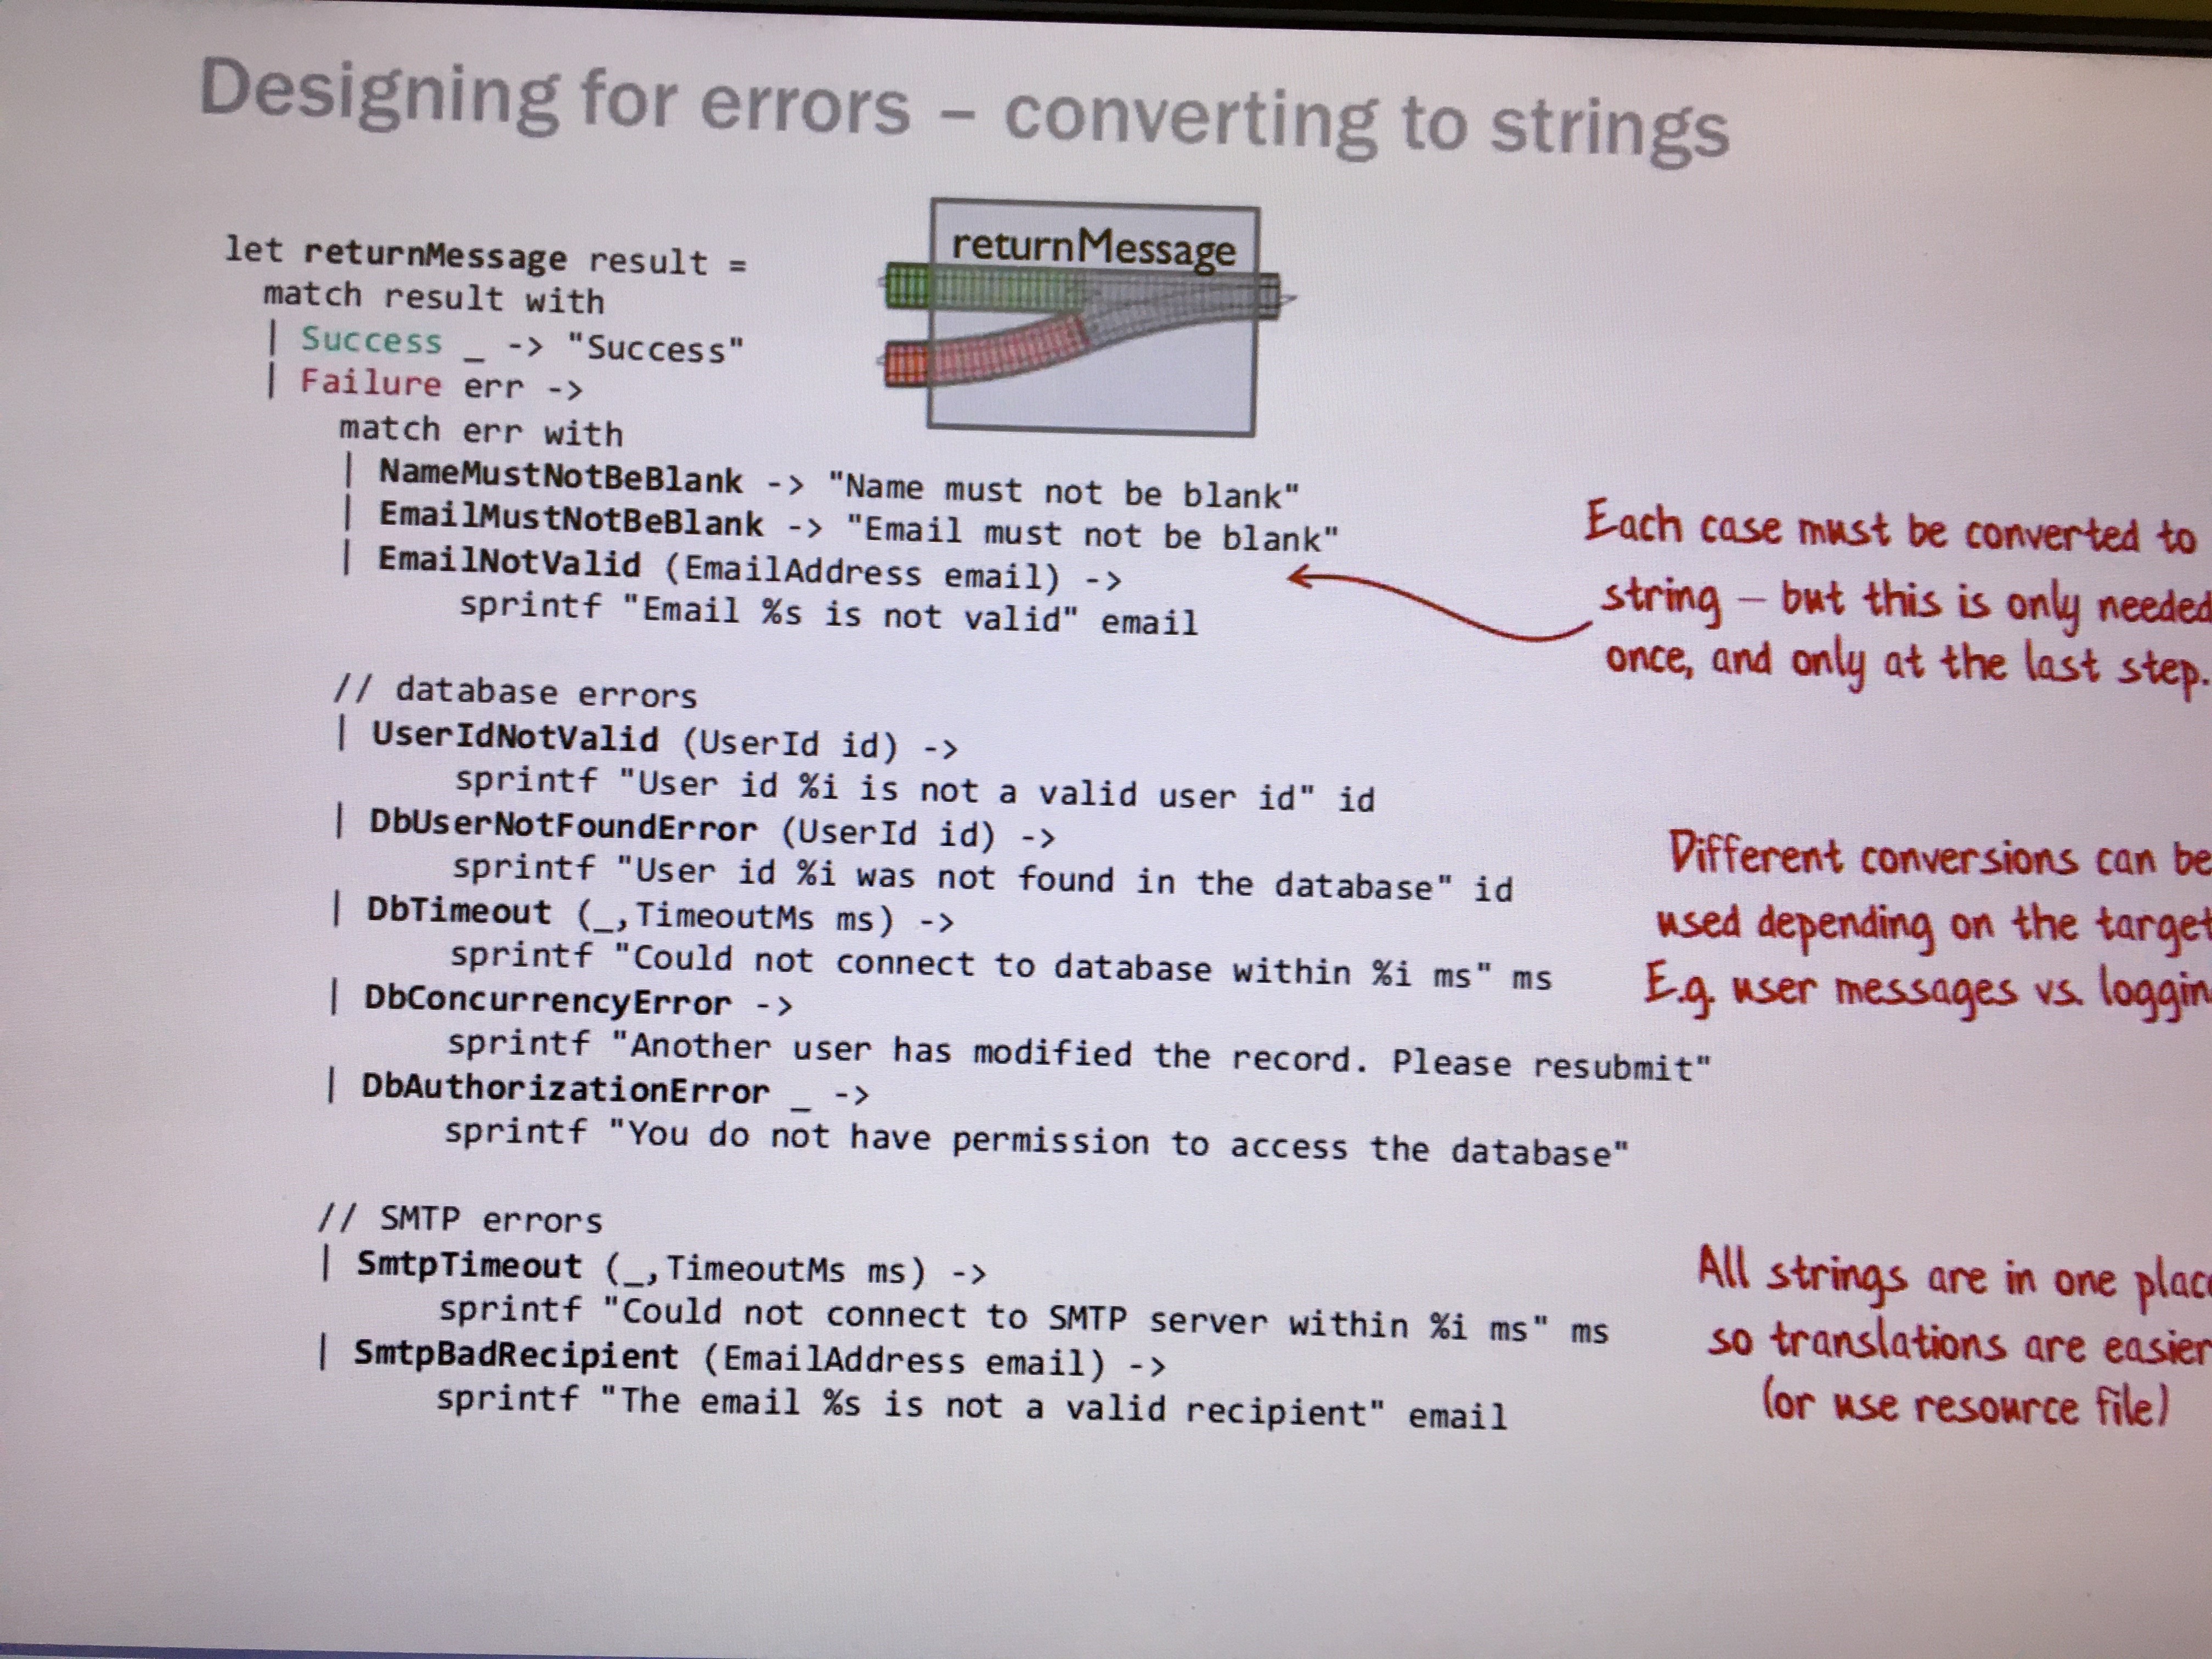 Designing for errors – converting to strings
returnMessage
let returnMessage result =
match result with
| Success _ -> "Success"
| Failure err ->
match err with
| NameMustNotBeBlank -> "Name must not be blank"
| EmailMustNotBeBlank -> "Email must not be blank"
| EmailNotValid (EmailAddress email) ->
sprintf "Email %s is not valid" email
// database errors
| UserIdNotValid (UserId id) ->
sprintf "User id %i is not a valid user id" id
| DbUserNotFoundError (UserId id) ->
sprintf "User id %i was not found in the database" id
| DbTimeout (_,TimeoutMs ms) ->
sprintf "Could not connect to database within %i ms" ms
| DbConcurrencyError ->
sprintf "Another user has modified the record. Please resubmit"
| DbAuthorizationError _ ->
sprintf "You do not have permission to access the database"
// SMTP errors
| SmtpTimeout (_,TimeoutMs ms) ->
sprintf "Could not connect to SMTP server within %i ms" ms
| SmtpBadRecipient (EmailAddress email) ->
sprintf "The email %s is not a valid recipient" email
Each case must be converted to
string – but this is only needed
once, and only at the last step.
Different conversions can be
used depending on the target
E.g. user messages vs. loggin
All strings are in one plac
so translations are easier
(or use resource file)